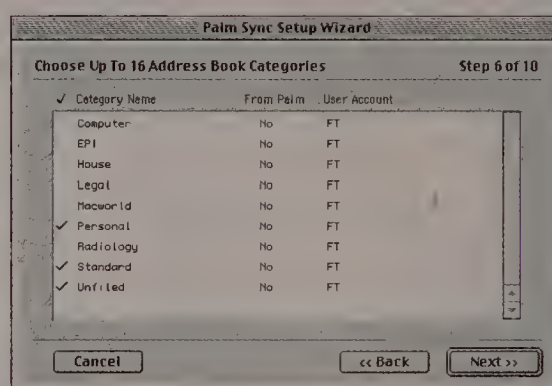 Palm Sync Setup Wizard
Choose Up To 16 Address Book Categories Step 6 of 10
✓ Category Name From Palm User Account
Computer No FT
EPI No FT
House No FT
Legal No FT
Macworld No FT
✓ Personal No FT
Radiology No FT
✓ Standard No FT
✓ Unfiled No FT
Cancel << Back Next >>